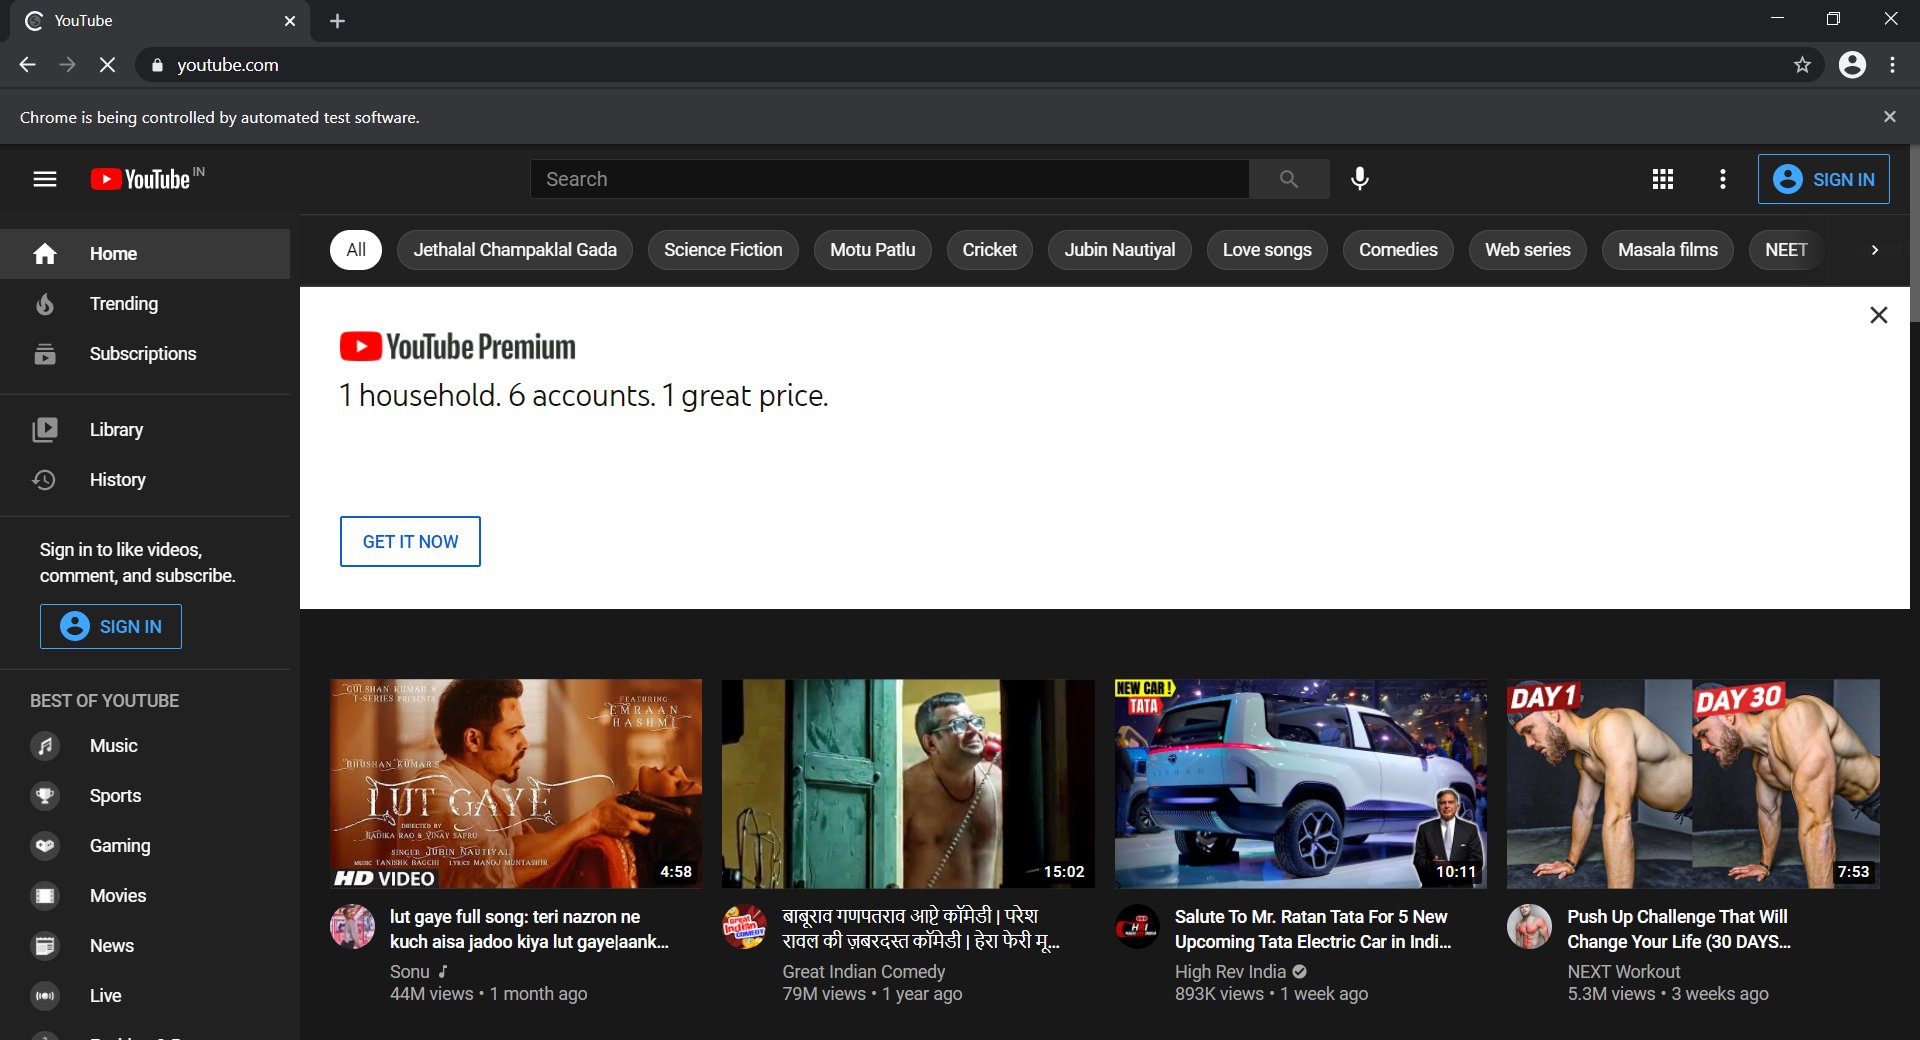 YouTube
youtube.com
Chrome is being controlled by automated test software.
YouTube IN
Search
SIGN IN
All
Jethalal Champaklal Gada
Science Fiction
Motu Patlu
Cricket
Jubin Nautiyal
Love songs
Comedies
Web series
Masala films
NEET
Home
Trending
Subscriptions
Library
History
Sign in to like videos,
comment, and subscribe.
SIGN IN
BEST OF YOUTUBE
Music
Sports
Gaming
Movies
News
Live
YouTube Premium
1 household. 6 accounts. 1 great price.
GET IT NOW
GULSHAN KUMAR &
T-SERIES PRESENTS
FEATURING
EMRAAN
HASHMI
BHUSHAN KUMAR'S
LUT GAYE
DIRECTED BY
RADIKA RAO & VINAY SAPRU
SINGER JUBIN NAUTIYAL
MUSIC TANISHK BAGCHI LYRICS MANOJ MUNTASHIR
HD VIDEO
4:58
lut gaye full song: teri nazron ne
kuch aisa jadoo kiya lut gaye|aank...
Sonu
44M views • 1 month ago
15:02
Great
Indian
COMEDY
बाबूराव गणपतराव आप्टे कॉमेडी | परेश
रावल की ज़बरदस्त कॉमेडी | हेरा फेरी मू...
Great Indian Comedy
79M views • 1 year ago
NEW CAR !
TATA
10:11
Salute To Mr. Ratan Tata For 5 New
Upcoming Tata Electric Car in Indi...
High Rev India
893K views • 1 week ago
DAY 1
DAY 30
7:53
Push Up Challenge That Will
Change Your Life (30 DAYS...
NEXT Workout
5.3M views • 3 weeks ago